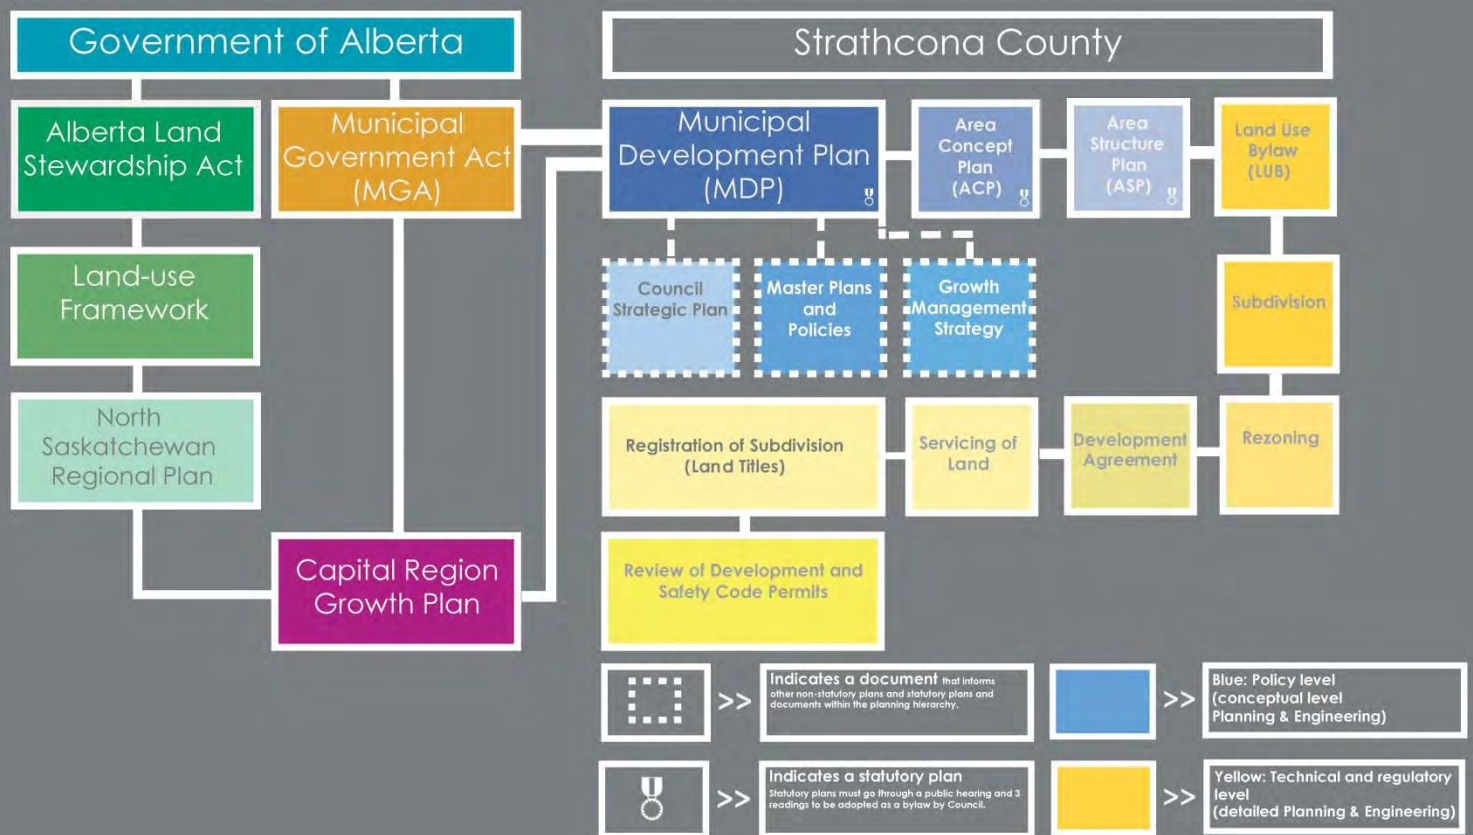 Government of Alberta
Strathcona County
Alberta Land
Stewardship Act
Municipal
Government Act
(MGA)
Municipal
Development Plan
(MDP)
Area
Concept
Plan
(ACP)
Area
Structure
Plan
(ASP)
Land Use
Bylaw
(LUB)
Land-use
Framework
Council
Strategic Plan
Master Plans
and
Policies
Growth
Management
Strategy
Subdivision
North
Saskatchewan
Regional Plan
Registration of Subdivision
(Land Titles)
Servicing of
Land
Development
Agreement
Rezoning
Capital Region
Growth Plan
Review of Development and
Safety Code Permits
>>
Indicates a document that informs
other non-statutory plans and statutory plans and
documents within the planning hierarchy.
>>
Blue: Policy level
(conceptual level
Planning & Engineering)
>>
Indicates a statutory plan
Statutory plans must go through a public hearing and 3
readings to be adopted as a bylaw by Council.
>>
Yellow: Technical and regulatory
level
(detailed Planning & Engineering)